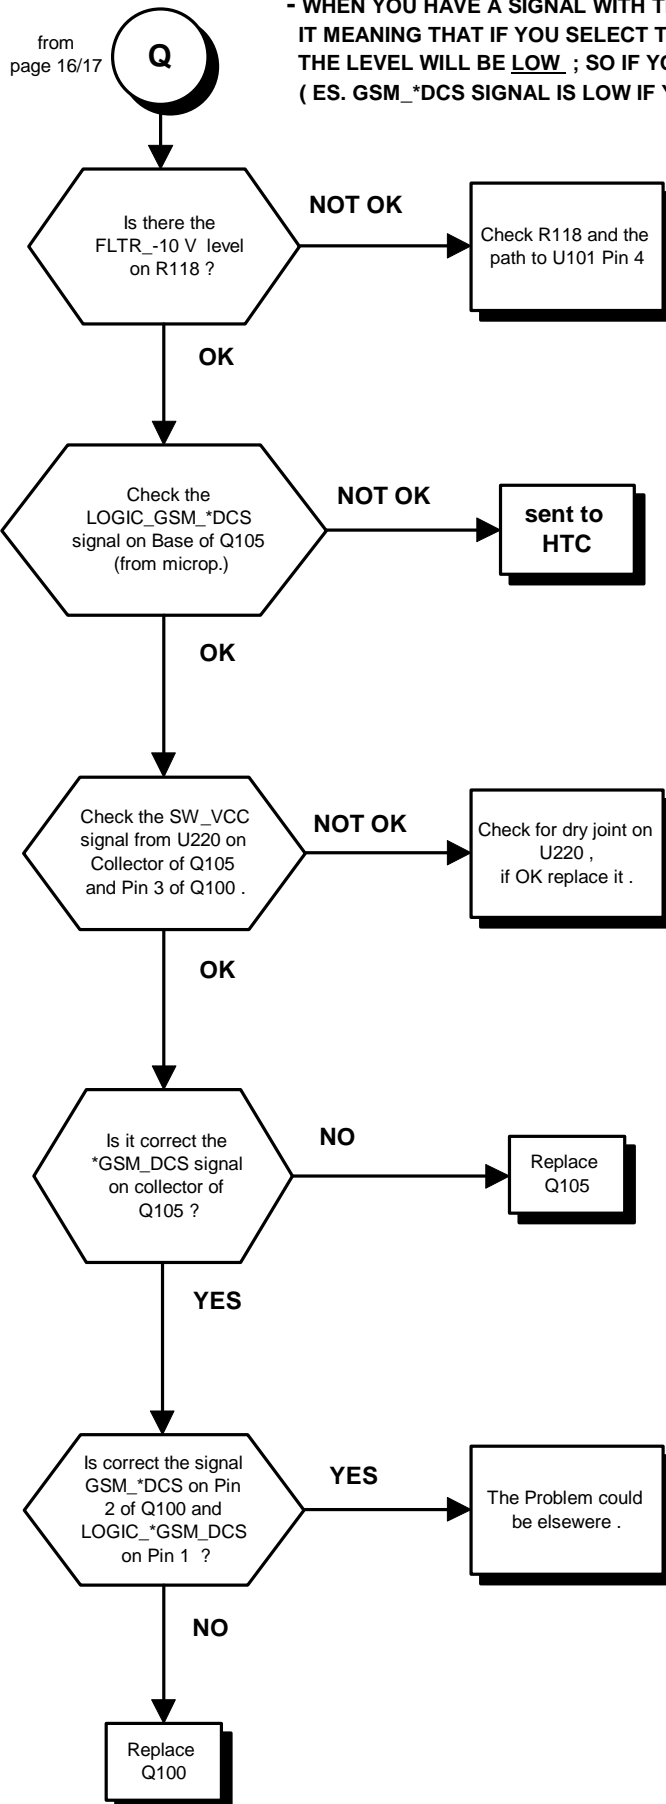 - WHEN YOU HAVE A SIGNAL WITH
IT MEANING THAT IF YOU SELECT
THE LEVEL WILL BE LOW ; SO IF
( ES. GSM_*DCS SIGNAL IS LOW IF
from
page 16/17
Q
Is there the
FLTR_-10 V level
on R118 ?
NOT OK
Check R118 and the
path to U101 Pin 4
OK
Check the
LOGIC_GSM_*DCS
signal on Base of Q105
(from microp.)
NOT OK
sent to
HTC
OK
Check the SW_VCC
signal from U220 on
Collector of Q105
and Pin 3 of Q100 .
NOT OK
Check for dry joint on
U220 ,
if OK replace it .
OK
Is it correct the
*GSM_DCS signal
on collector of
Q105 ?
NO
Replace
Q105
YES
Is correct the signal
GSM_*DCS on Pin
2 of Q100 and
LOGIC_*GSM_DCS
on Pin 1 ?
YES
The Problem could
be elsewere .
NO
Replace
Q100